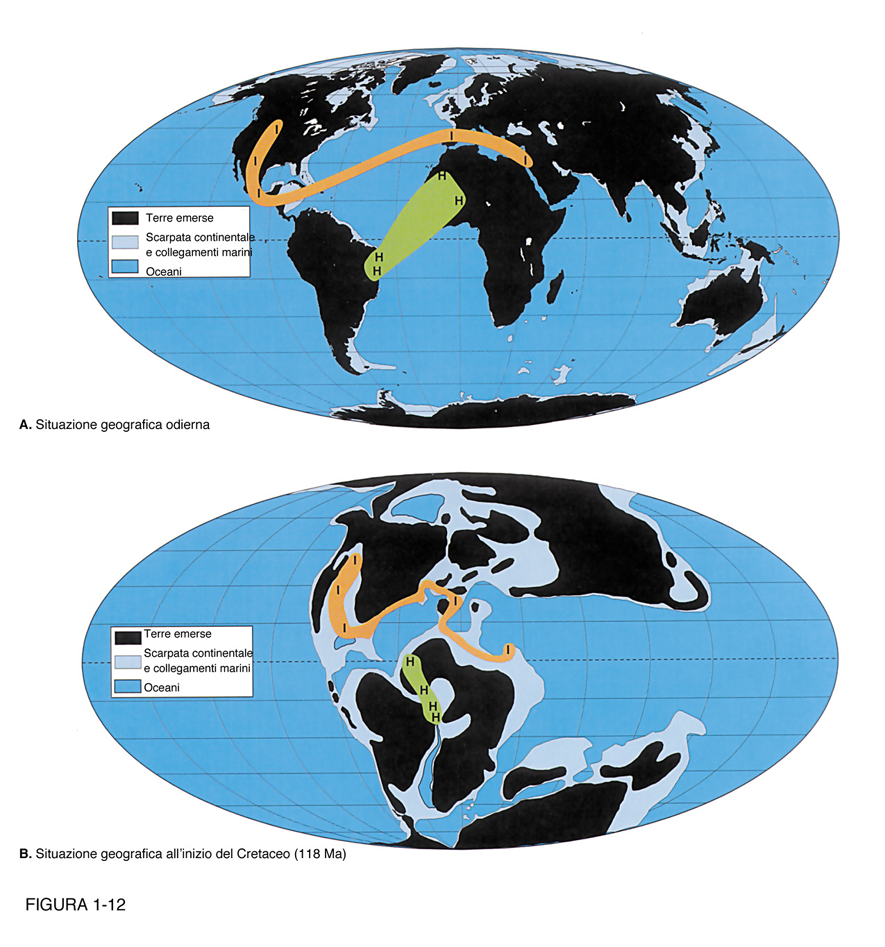 I
I
I
I
I
H
H
Terre emerse
Scarpata continentale
e collegamenti marini
H
H
Oceani
A. Situazione geografica odierna
I
I
I
I
I
Terre emerse
Scarpata continentale
e collegamenti marini
H
Oceani
H
H
H
B. Situazione geografica all'inizio del Cretaceo (118 Ma)
FIGURA 1-12